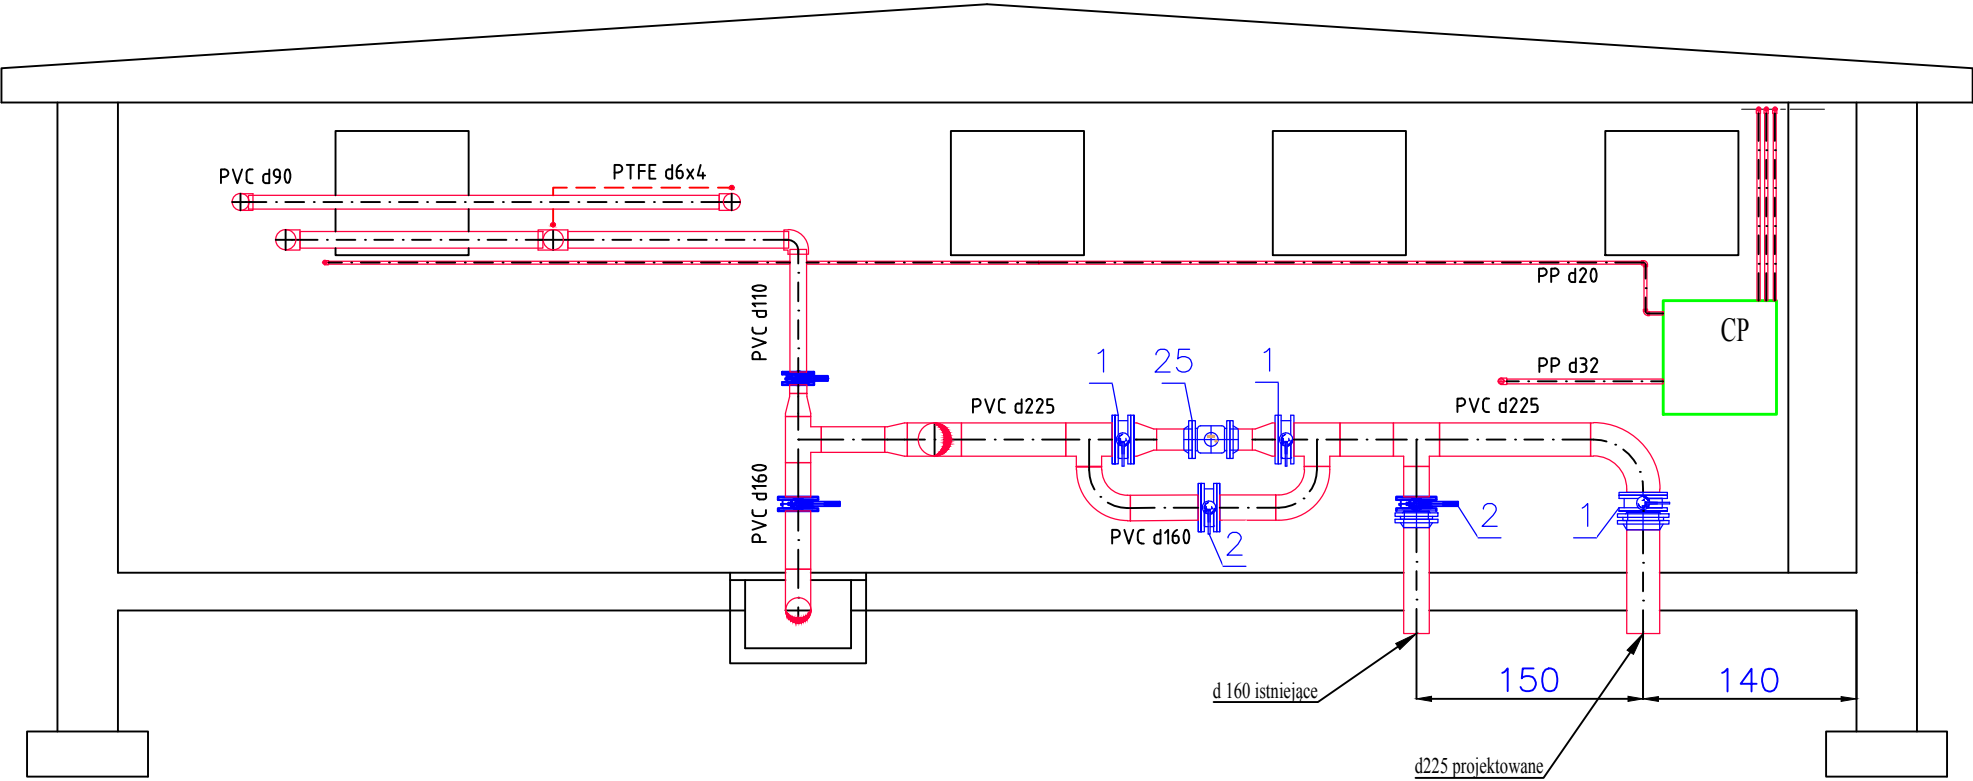 PVC d90
PTFE d6x4
PP d20
PVC d110
CP
1
25
1
PP d32
PVC d225
PVC d225
PVC d160
PVC d160
2
2
1
d 160 istniejace
150
140
d225 projektowane